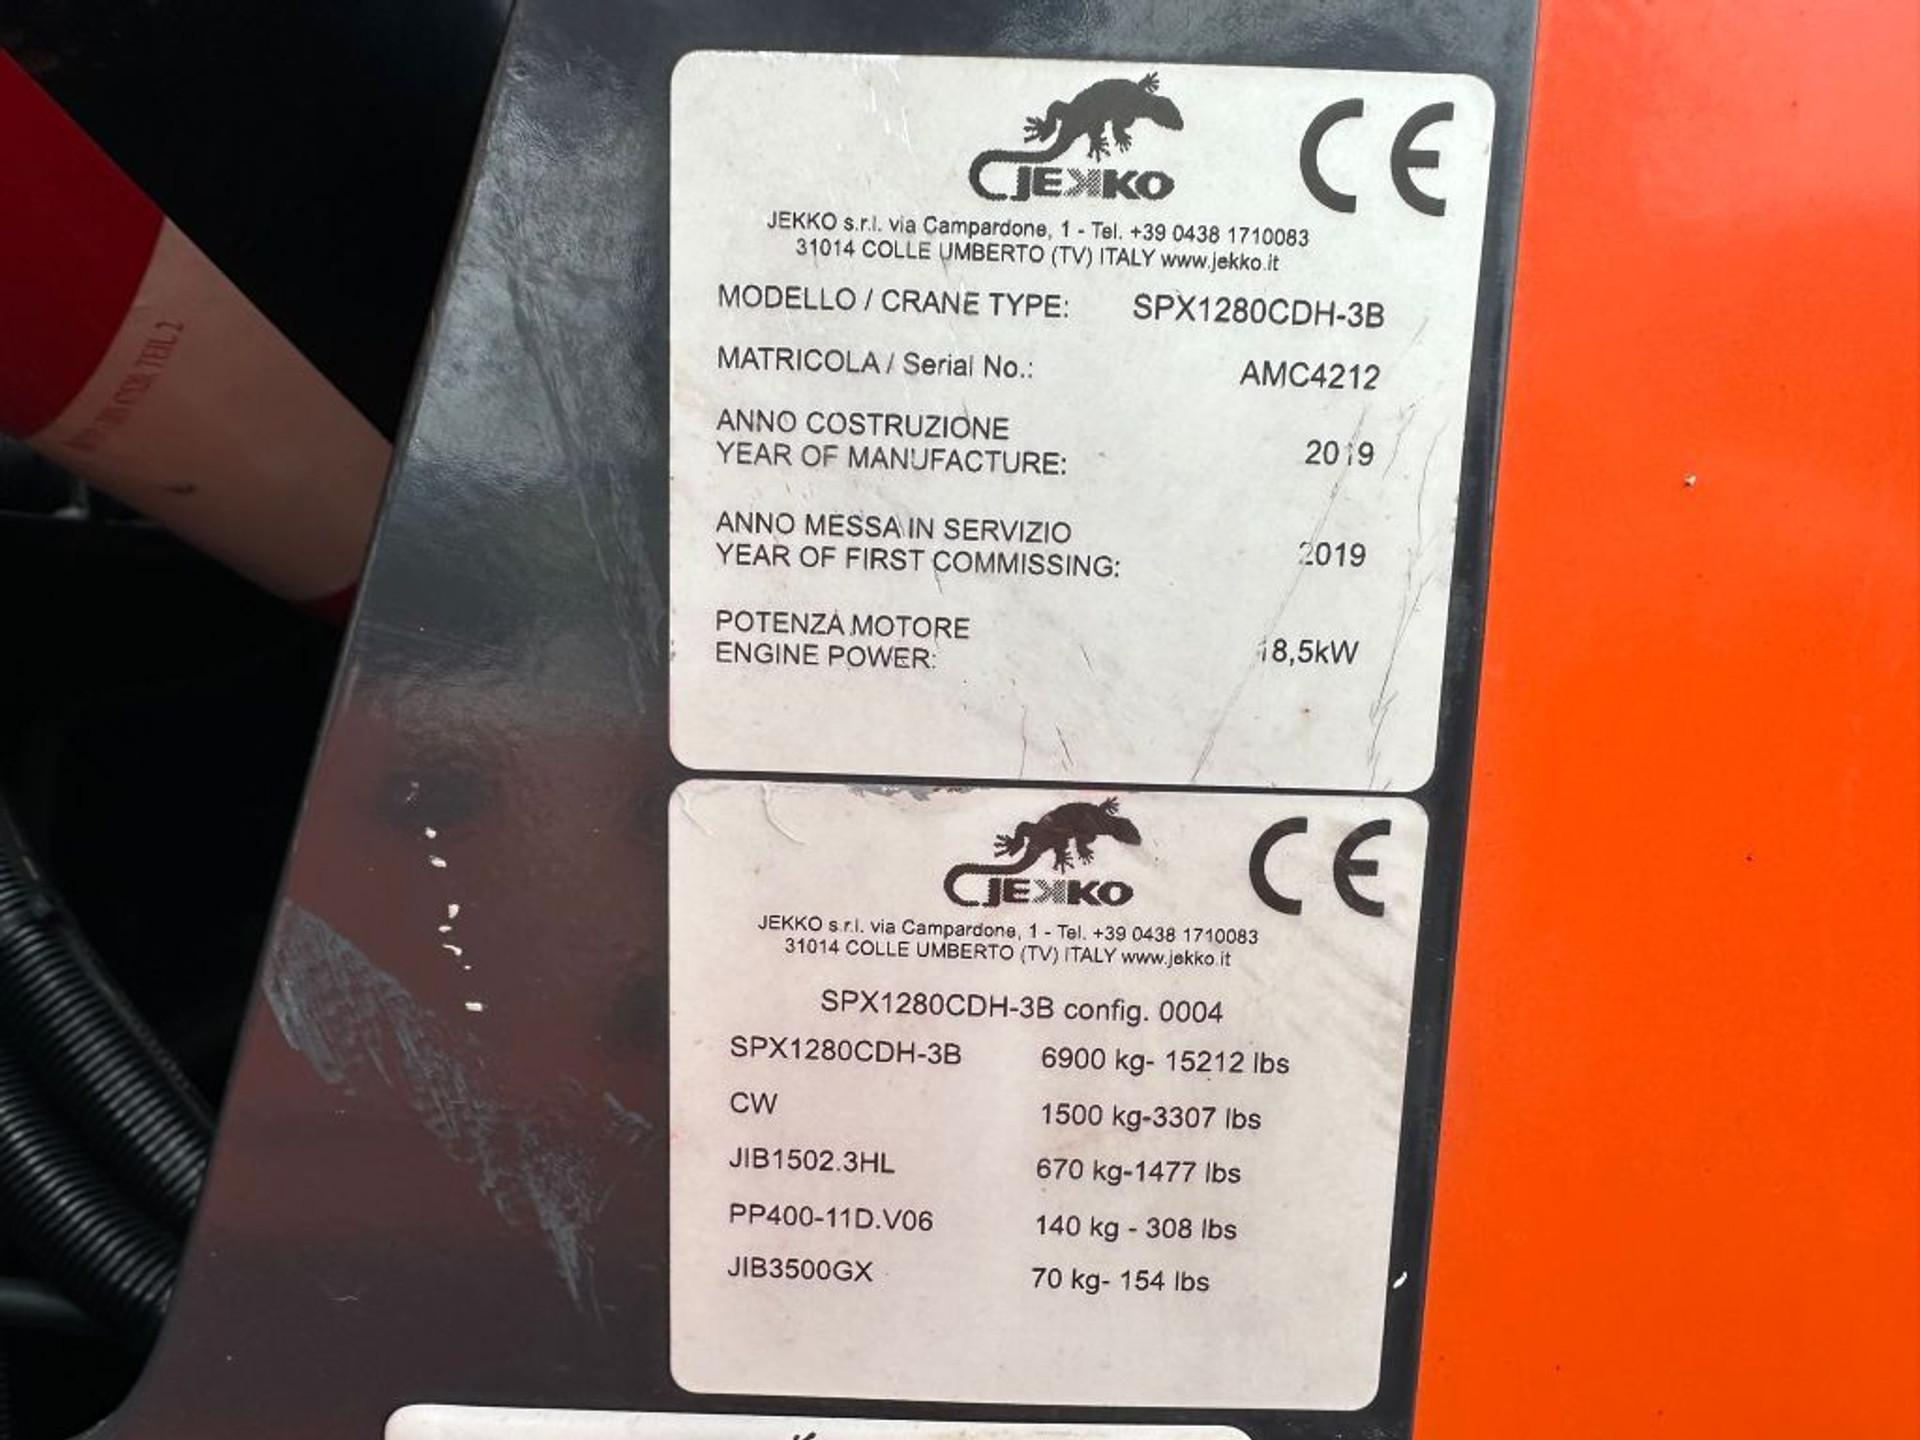 JEKKO
CE
JEKKO s.r.l. via Campardone, 1 - Tel. +39 0438 1710083
31014 COLLE UMBERTO (TV) ITALY www.jekko.it
MODELLO / CRANE TYPE: SPX1280CDH-3B
MATRICOLA / Serial No.: AMC4212
ANNO COSTRUZIONE
YEAR OF MANUFACTURE: 2019
ANNO MESSA IN SERVIZIO
YEAR OF FIRST COMMISSING: 2019
POTENZA MOTORE
ENGINE POWER: 18,5kW
JEKKO
CE
JEKKO s.r.l. via Campardone, 1 - Tel. +39 0438 1710083
31014 COLLE UMBERTO (TV) ITALY www.jekko.it
SPX1280CDH-3B config. 0004
SPX1280CDH-3B 6900 kg- 15212 lbs
CW 1500 kg-3307 lbs
JIB1502.3HL 670 kg-1477 lbs
PP400-11D.V06 140 kg - 308 lbs
JIB3500GX 70 kg- 154 lbs
TEIL 2